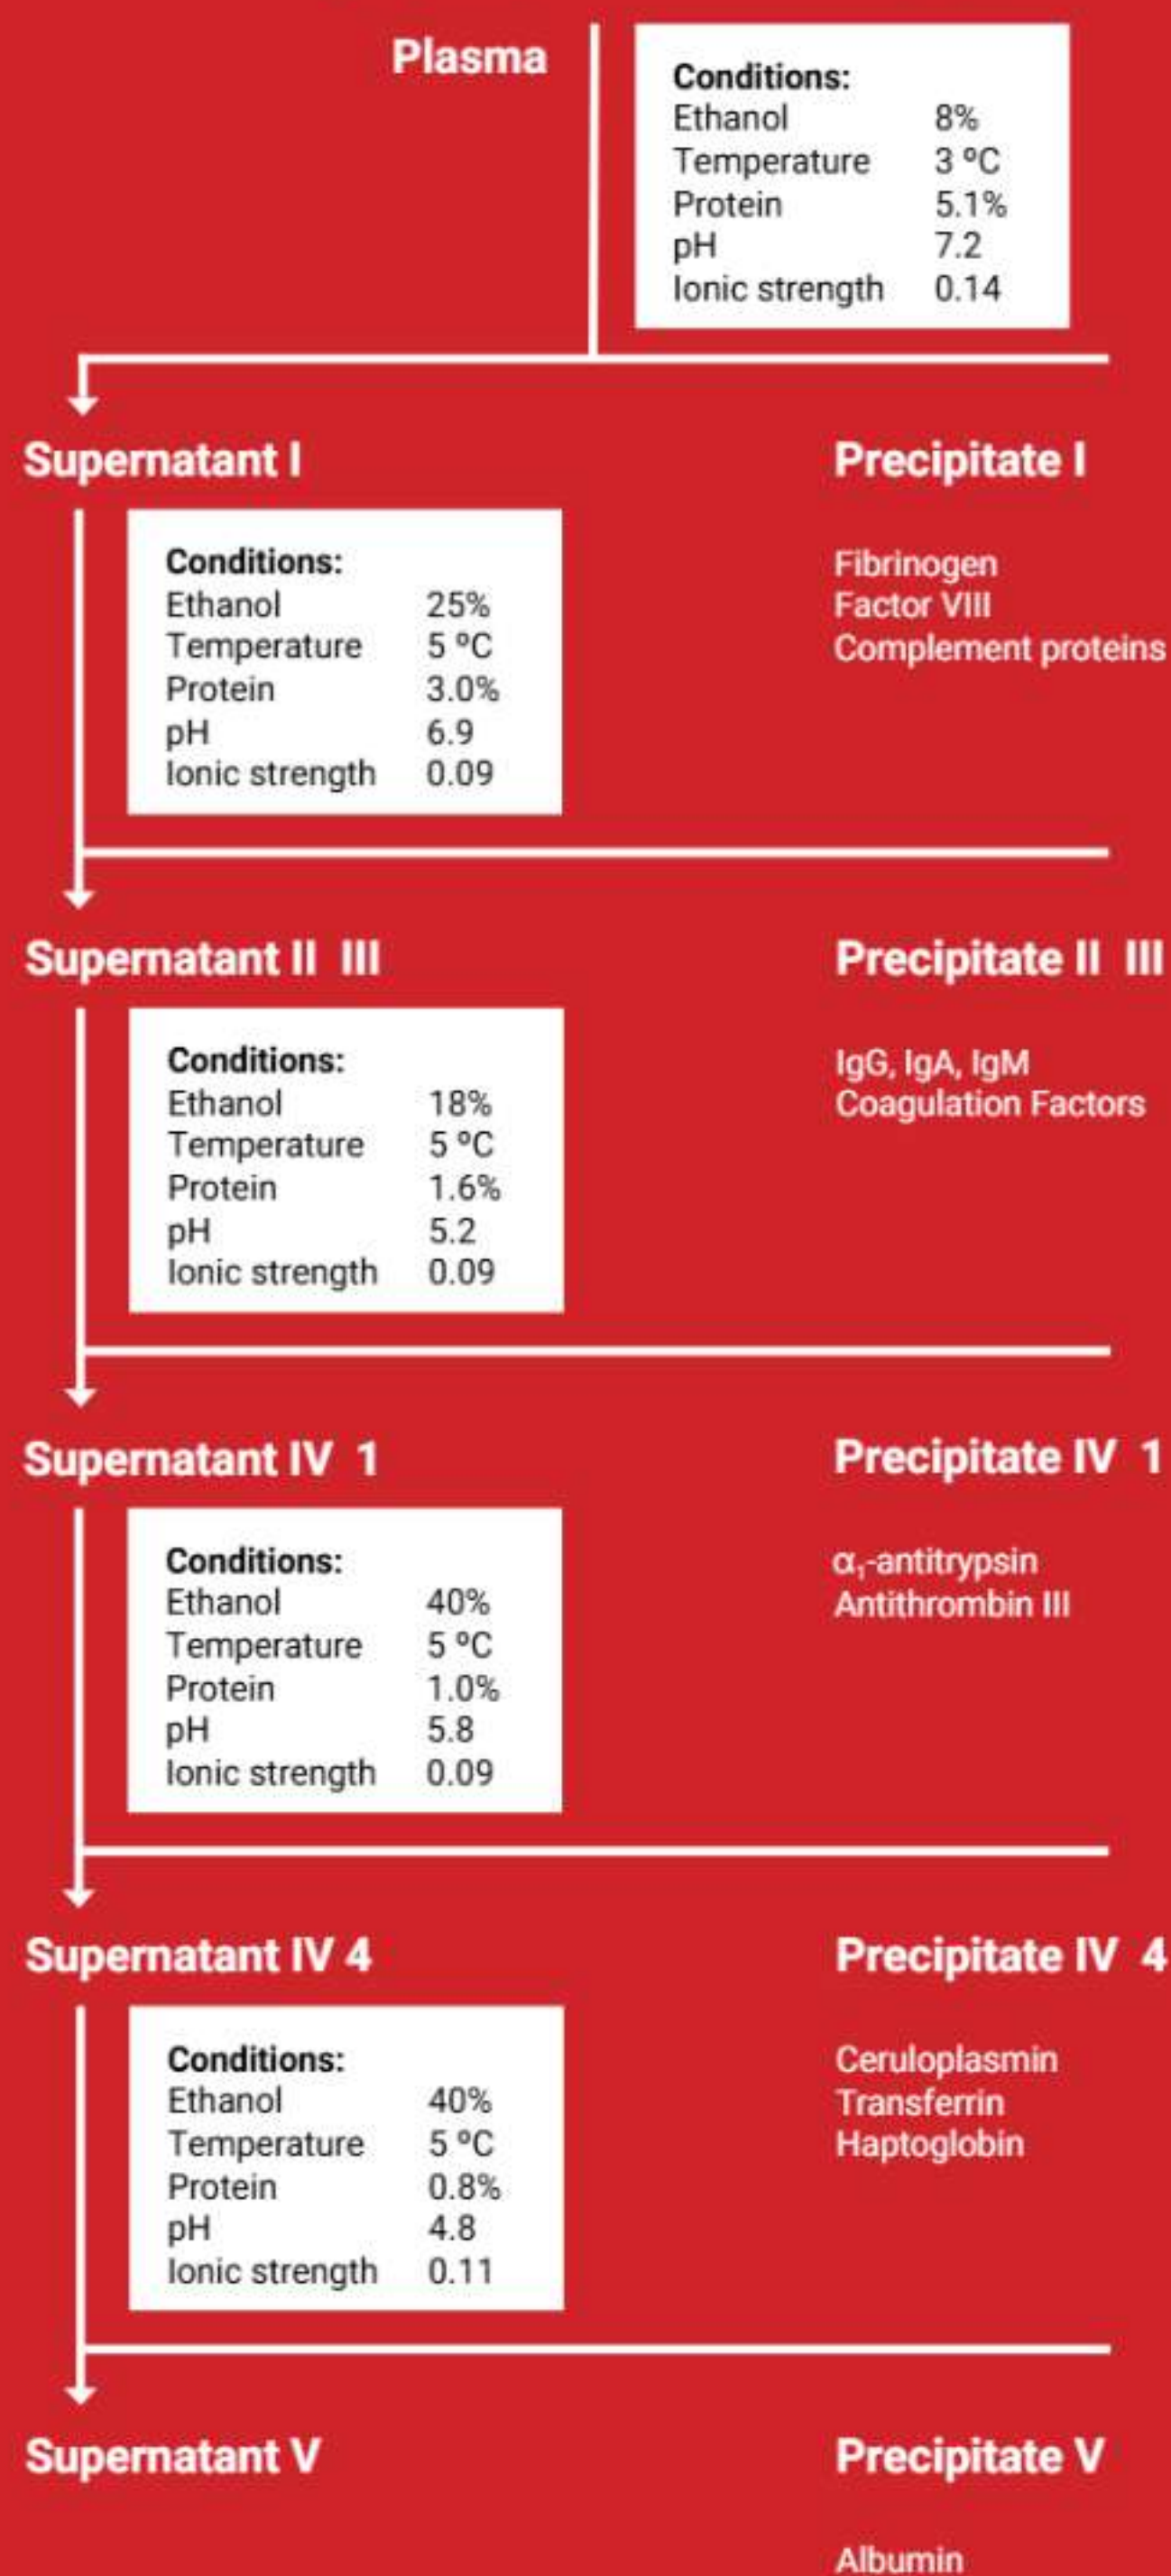 Plasma
Conditions:
Ethanol 8%
Temperature 3 ºC
Protein 5.1%
pH 7.2
Ionic strength 0.14
Supernatant I
Precipitate I
Conditions:
Ethanol 25%
Temperature 5 ºC
Protein 3.0%
pH 6.9
Ionic strength 0.09
Fibrinogen
Factor VIII
Complement proteins
Supernatant II III
Precipitate II III
Conditions:
Ethanol 18%
Temperature 5 ºC
Protein 1.6%
pH 5.2
Ionic strength 0.09
IgG, IgA, IgM
Coagulation Factors
Supernatant IV 1
Precipitate IV 1
Conditions:
Ethanol 40%
Temperature 5 ºC
Protein 1.0%
pH 5.8
Ionic strength 0.09
α₁-antitrypsin
Antithrombin III
Supernatant IV 4
Precipitate IV 4
Conditions:
Ethanol 40%
Temperature 5 ºC
Protein 0.8%
pH 4.8
Ionic strength 0.11
Ceruloplasmin
Transferrin
Haptoglobin
Supernatant V
Precipitate V
Albumin